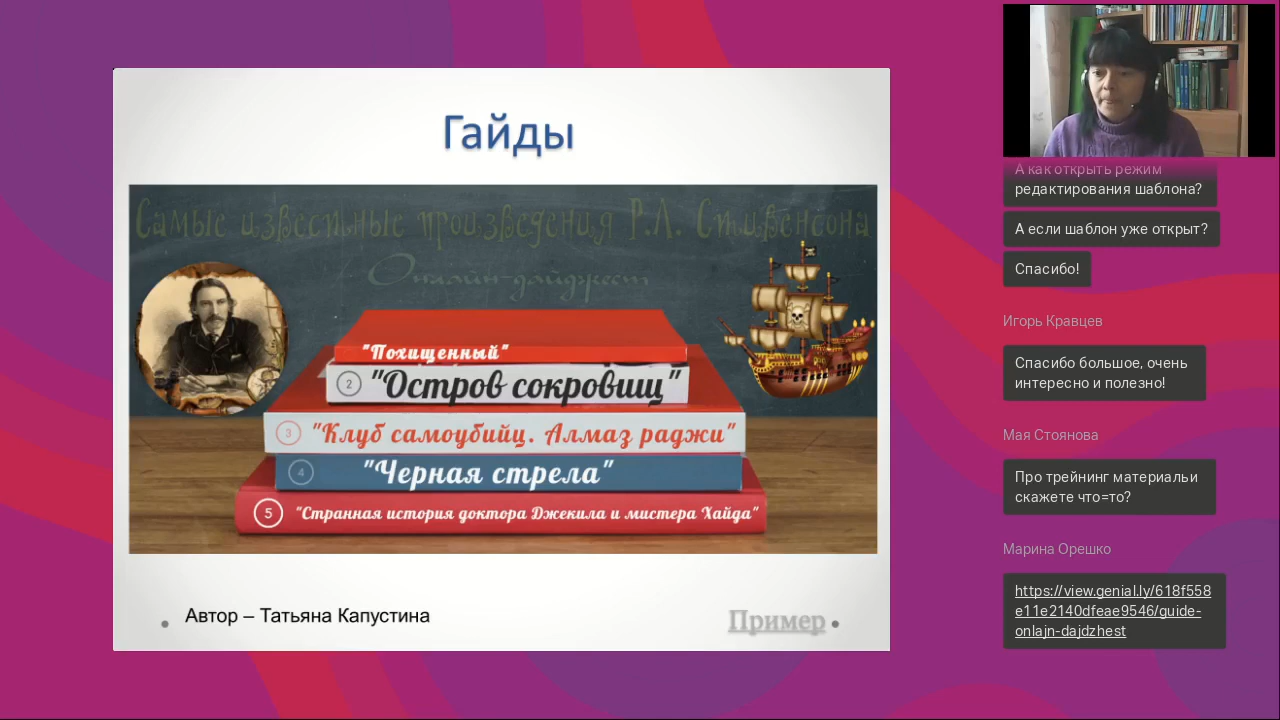 Гайды
Самые известные произведения Р.Л. Стивенсона
Онлайн-дайджест
"Похищенный"
2 "Остров сокровищ"
3 "Клуб самоубийц. Алмаз раджи"
4 "Черная стрела"
5 "Странная история доктора Джекила и мистера Хайда"
Автор – Татьяна Капустина
Пример
А как открыть режим
редактирования шаблона?
А если шаблон уже открыт?
Спасибо!
Игорь Кравцев
Спасибо большое, очень
интересно и полезно!
Мая Стоянова
Про трейнинг материальи
скажете что=то?
Марина Орешко
https://view.genial.ly/618f558
e11e2140dfeae9546/guide-
onlajn-dajdzhest